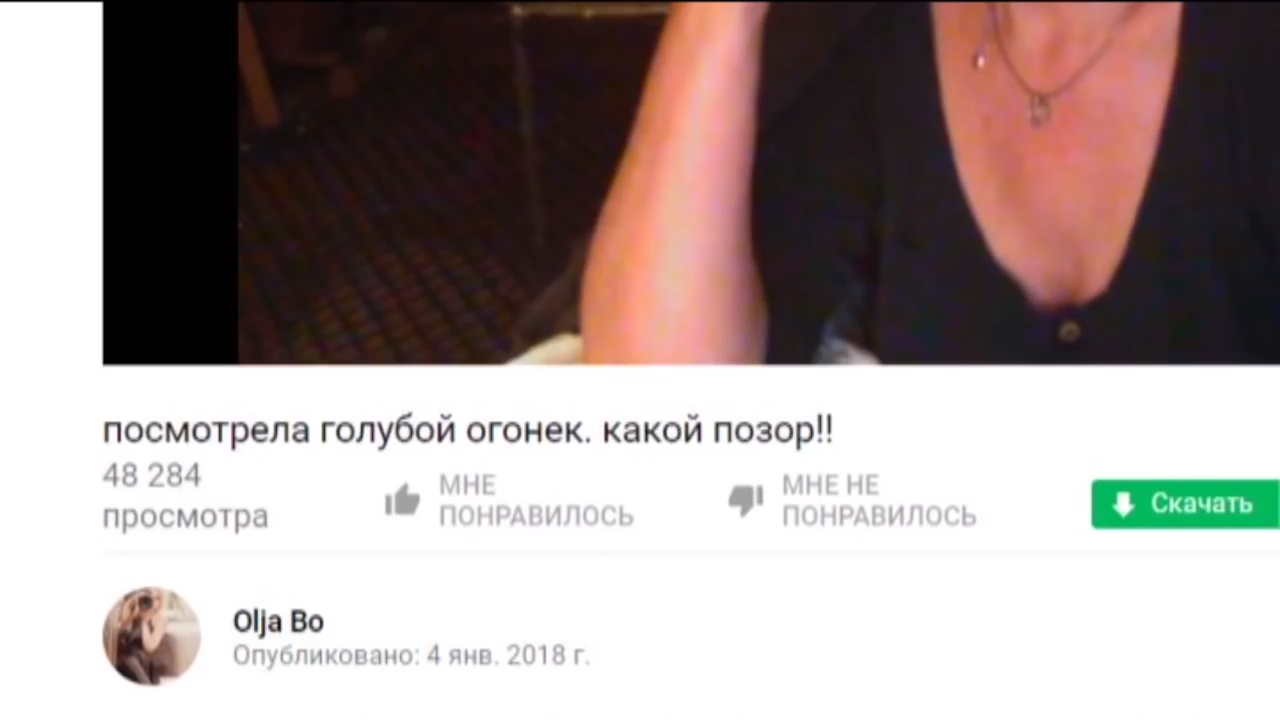 посмотрела голубой огонек. какой позор!!
48 284
просмотра
МНЕ
ПОНРАВИЛОСЬ
МНЕ НЕ
ПОНРАВИЛОСЬ
Скачать
Olja Bo
Опубликовано: 4 янв. 2018 г.